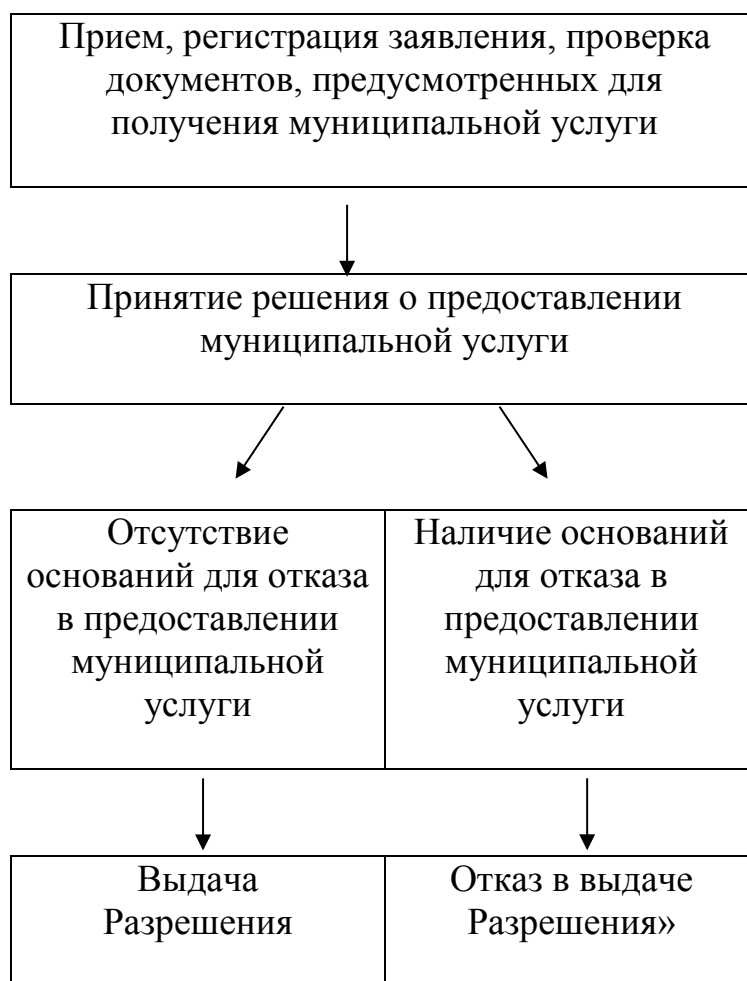 Прием, регистрация заявления, проверка
документов, предусмотренных для
получения муниципальной услуги
Принятие решения о предоставлении
муниципальной услуги
Отсутствие
оснований для отказа
в предоставлении
муниципальной
услуги
Наличие оснований
для отказа в
предоставлении
муниципальной
услуги
Выдача
Разрешения
Отказ в выдаче
Разрешения»